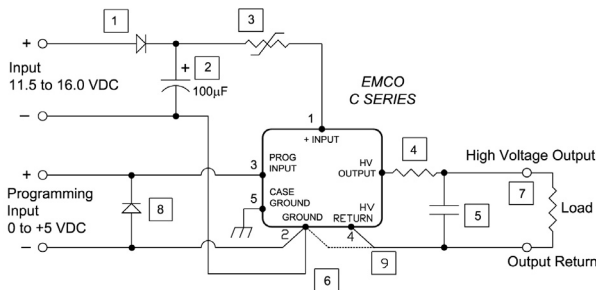 1
2
3
+
Input
11.5 to 16.0 VDC
−
+
100µF
EMCO
C SERIES
1
+ INPUT
+
Programming
Input
0 to +5 VDC
−
8
3
PROG
INPUT
5
CASE
GROUND
GROUND
2
HV
OUTPUT
HV
RETURN
4
4
High Voltage Output
7
5
Load
Output Return
6
9